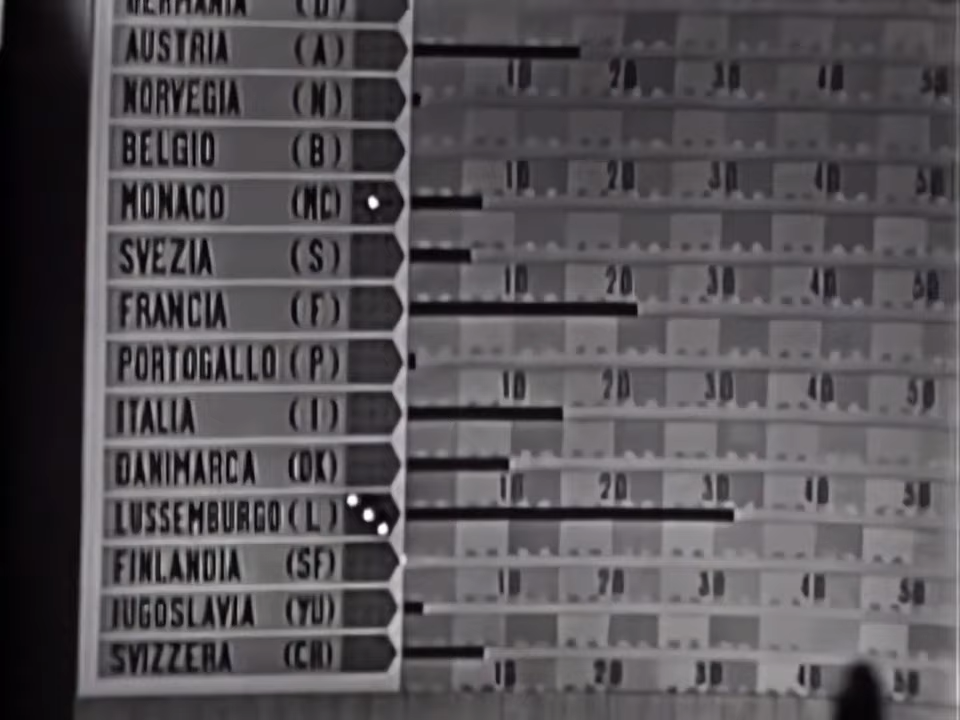 GERMANIA (D)
AUSTRIA (A)
10 20 30 40 50
NORVEGIA (N)
BELGIO (B)
10 20 30 40 50
MONACO (MC)
SVEZIA (S)
10 20 30 40 50
FRANCIA (F)
PORTOGALLO (P)
10 20 30 40 50
ITALIA (I)
DANIMARCA (DK)
10 20 30 40 50
LUSSEMBURGO (L)
FINLANDIA (SF)
10 20 30 40 50
IUGOSLAVIA (YU)
SVIZZERA (CH)
10 20 30 40 50